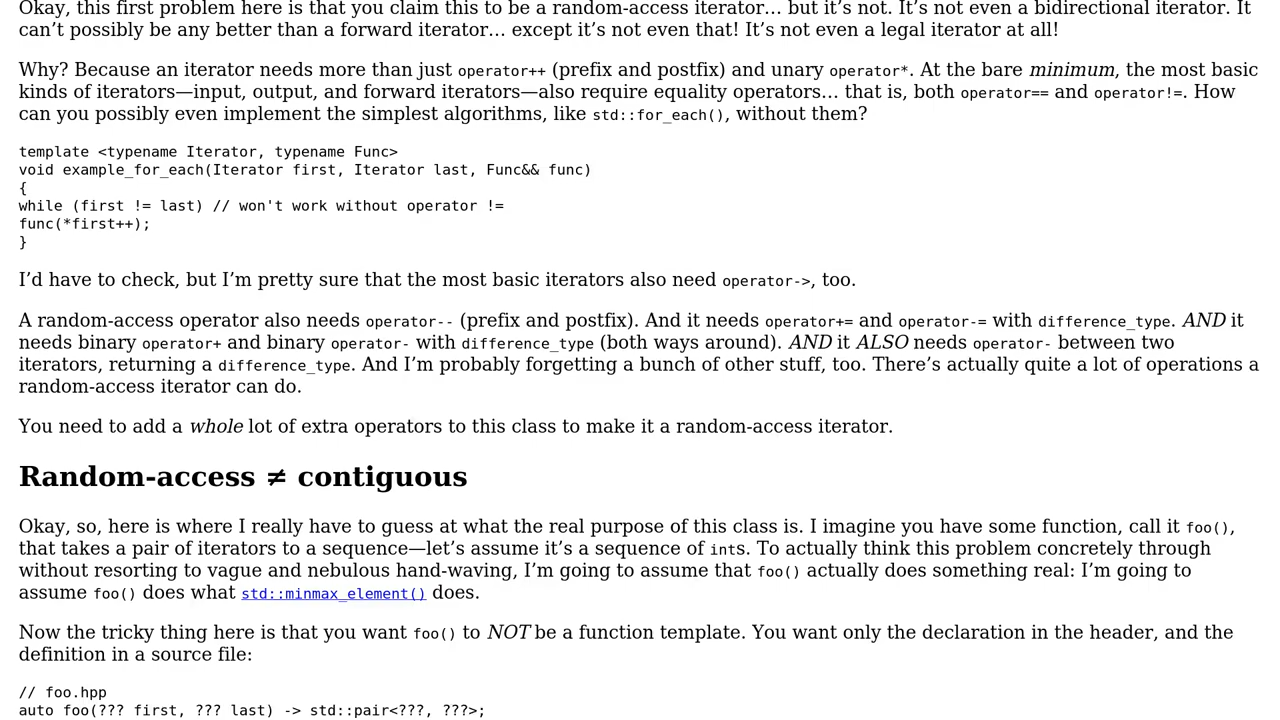 Okay, this first problem here is that you claim this to be a random-access iterator… but it’s not. It’s not even a bidirectional iterator. It
can’t possibly be any better than a forward iterator… except it’s not even that! It’s not even a legal iterator at all!
Why? Because an iterator needs more than just operator++ (prefix and postfix) and unary operator*. At the bare minimum, the most basic
kinds of iterators—input, output, and forward iterators—also require equality operators… that is, both operator== and operator!=. How
can you possibly even implement the simplest algorithms, like std::for_each(), without them?
template <typename Iterator, typename Func>
void example_for_each(Iterator first, Iterator last, Func&& func)
{
while (first != last) // won't work without operator !=
func(*first++);
}
I’d have to check, but I’m pretty sure that the most basic iterators also need operator->, too.
A random-access operator also needs operator-- (prefix and postfix). And it needs operator+= and operator-= with difference_type. AND it
needs binary operator+ and binary operator- with difference_type (both ways around). AND it ALSO needs operator- between two
iterators, returning a difference_type. And I’m probably forgetting a bunch of other stuff, too. There’s actually quite a lot of operations a
random-access iterator can do.
You need to add a whole lot of extra operators to this class to make it a random-access iterator.
Random-access ≠ contiguous
Okay, so, here is where I really have to guess at what the real purpose of this class is. I imagine you have some function, call it foo(),
that takes a pair of iterators to a sequence—let’s assume it’s a sequence of ints. To actually think this problem concretely through
without resorting to vague and nebulous hand-waving, I’m going to assume that foo() actually does something real: I’m going to
assume foo() does what std::minmax_element() does.
Now the tricky thing here is that you want foo() to NOT be a function template. You want only the declaration in the header, and the
definition in a source file:
// foo.hpp
auto foo(??? first, ??? last) -> std::pair<???, ???>;